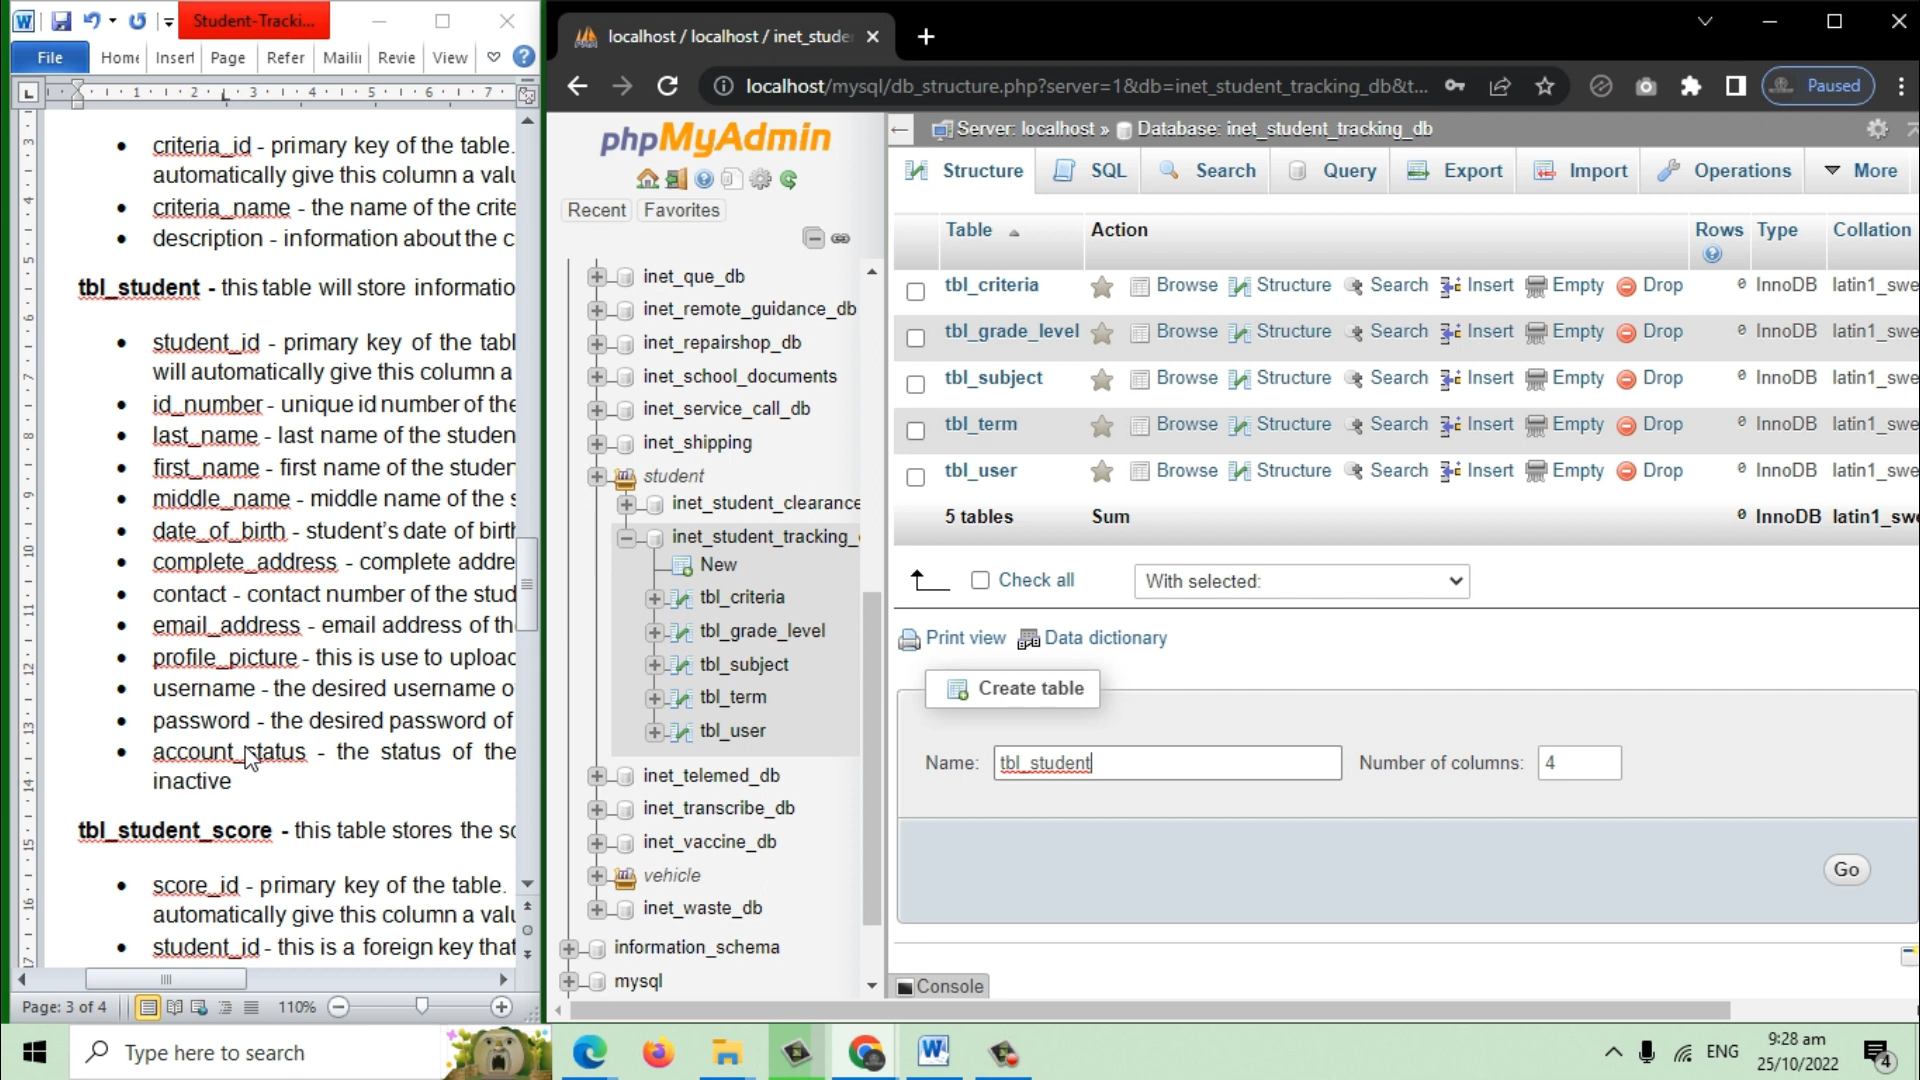 Student-Tracki...
File Home Insert Page Refer Mailin Revie View
1 2 3 4 5 6 7
criteria_id - primary key of the table.
automatically give this column a valu
criteria_name - the name of the crite
description - information about the c
tbl_student - this table will store informatio
student_id - primary key of the tabl
will automatically give this column a
id_number - unique id number of the
last_name - last name of the studen
first_name - first name of the studen
middle_name - middle name of the s
date_of_birth - student's date of birth
complete_address - complete addre
contact - contact number of the stud
email_address - email address of th
profile_picture - this is use to upload
username - the desired username o
password - the desired password of
account_status - the status of the
inactive
tbl_student_score - this table stores the sc
score_id - primary key of the table.
automatically give this column a valu
student_id - this is a foreign key that
Page: 3 of 4 110%
localhost / localhost / inet_stude
localhost/mysql/db_structure.php?server=1&db=inet_student_tracking_db&t... Paused
phpMyAdmin
Recent Favorites
inet_que_db
inet_remote_guidance_db
inet_repairshop_db
inet_school_documents
inet_service_call_db
inet_shipping
student
inet_student_clearance
inet_student_tracking_
New
tbl_criteria
tbl_grade_level
tbl_subject
tbl_term
tbl_user
inet_telemed_db
inet_transcribe_db
inet_vaccine_db
vehicle
inet_waste_db
information_schema
mysql
Server: localhost » Database: inet_student_tracking_db
Structure SQL Search Query Export Import Operations More
Table Action Rows Type Collation
tbl_criteria Browse Structure Search Insert Empty Drop 0 InnoDB latin1_swe
tbl_grade_level Browse Structure Search Insert Empty Drop 0 InnoDB latin1_swe
tbl_subject Browse Structure Search Insert Empty Drop 0 InnoDB latin1_swe
tbl_term Browse Structure Search Insert Empty Drop 0 InnoDB latin1_swe
tbl_user Browse Structure Search Insert Empty Drop 0 InnoDB latin1_swe
5 tables Sum 0 InnoDB latin1_swe
Check all With selected:
Print view Data dictionary
Create table
Name: tbl_student Number of columns: 4
Go
Console
Type here to search
ENG 9:28 am
25/10/2022 4